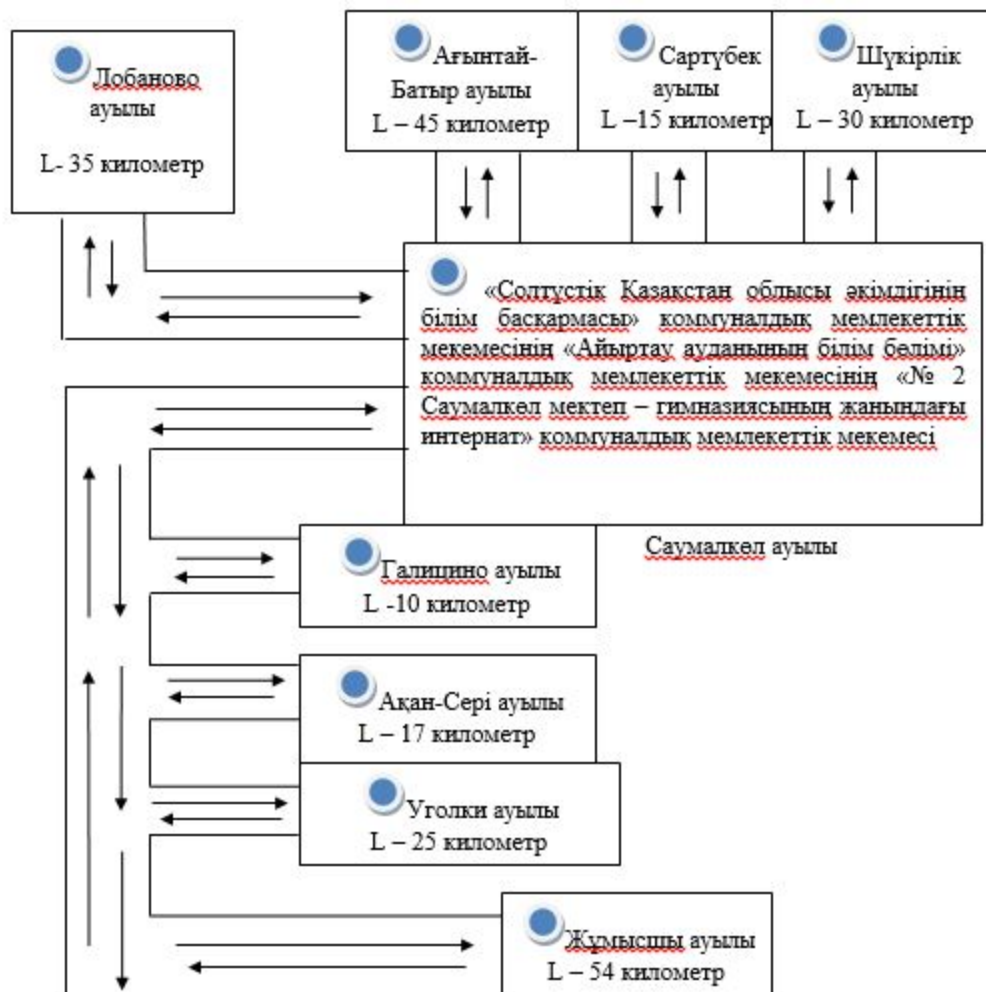 Лобаново
ауылы
L- 35 километр
Ағынтай-
Батыр ауылы
L – 45 километр
Сартүбек
ауылы
L –15 километр
Шүкірлік
ауылы
L – 30 километр
«Солтүстік Қазақстан облысы әкімдігінің
білім басқармасы» коммуналдық мемлекеттік
мекемесінің «Айыртау ауданының білім бөлімі»
коммуналдық мемлекеттік мекемесінің «№ 2
Саумалкөл мектеп – гимназиясының жанындағы
интернат» коммуналдық мемлекеттік мекемесі
Саумалкөл ауылы
Галицино ауылы
L -10 километр
Ақан-Сері ауылы
L – 17 километр
Уголки ауылы
L – 25 километр
Жұмысшы ауылы
L – 54 километр